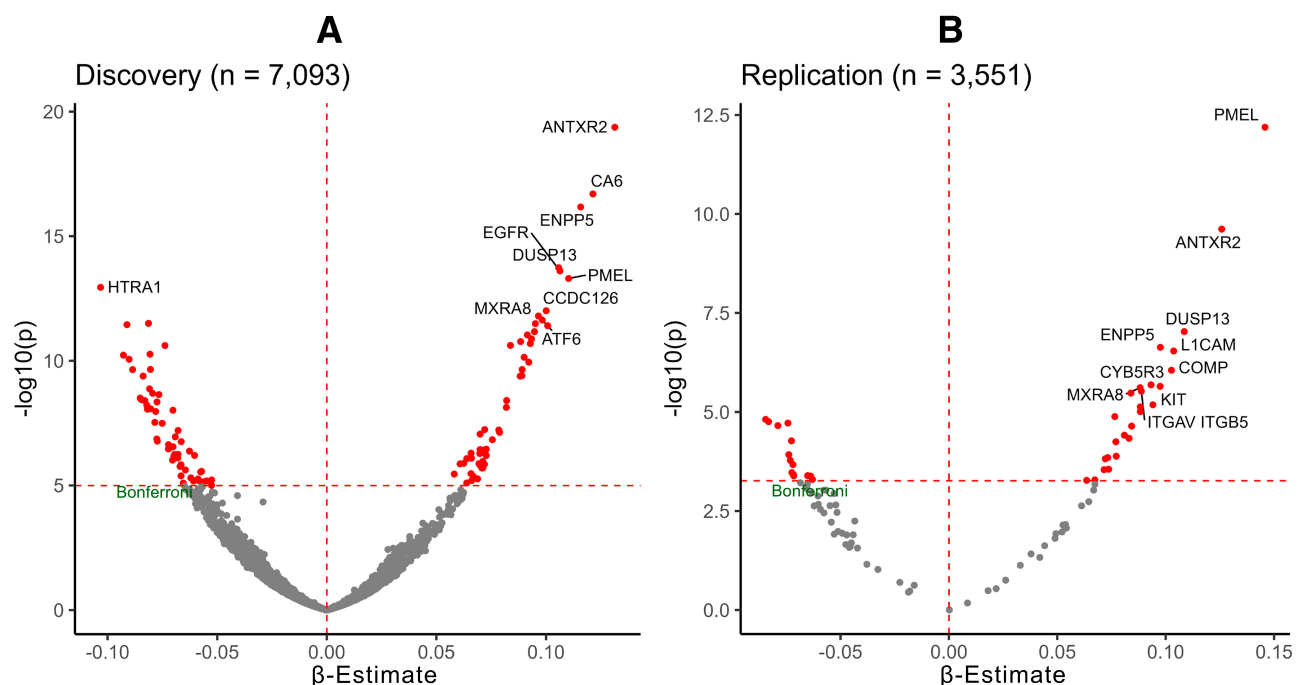 A
Discovery (n = 7,093)
20
15
10
5
0
-log10(p)
ANTXR2
CA6
ENPP5
EGFR
DUSP13
PMEL
HTRA1
CCDC126
MXRA8
ATF6
Bonferroni
-0.10
-0.05
0.00
0.05
0.10
β-Estimate
B
Replication (n = 3,551)
12.5
10.0
7.5
5.0
2.5
0.0
-log10(p)
PMEL
ANTXR2
DUSP13
ENPP5
L1CAM
COMP
CYB5R3
MXRA8
KIT
ITGAV ITGB5
Bonferroni
-0.05
0.00
0.05
0.10
0.15
β-Estimate